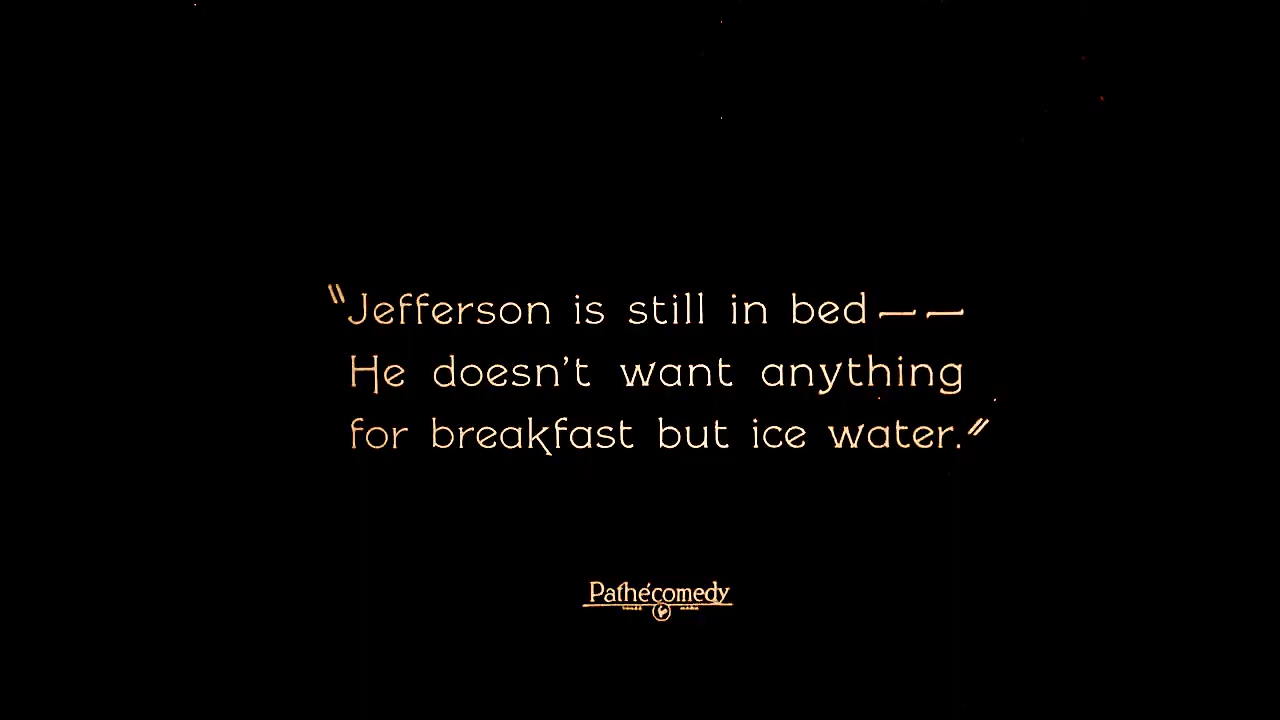 "Jefferson is still in bed — —
He doesn't want anything
for breakfast but ice water."
Pathécomedy